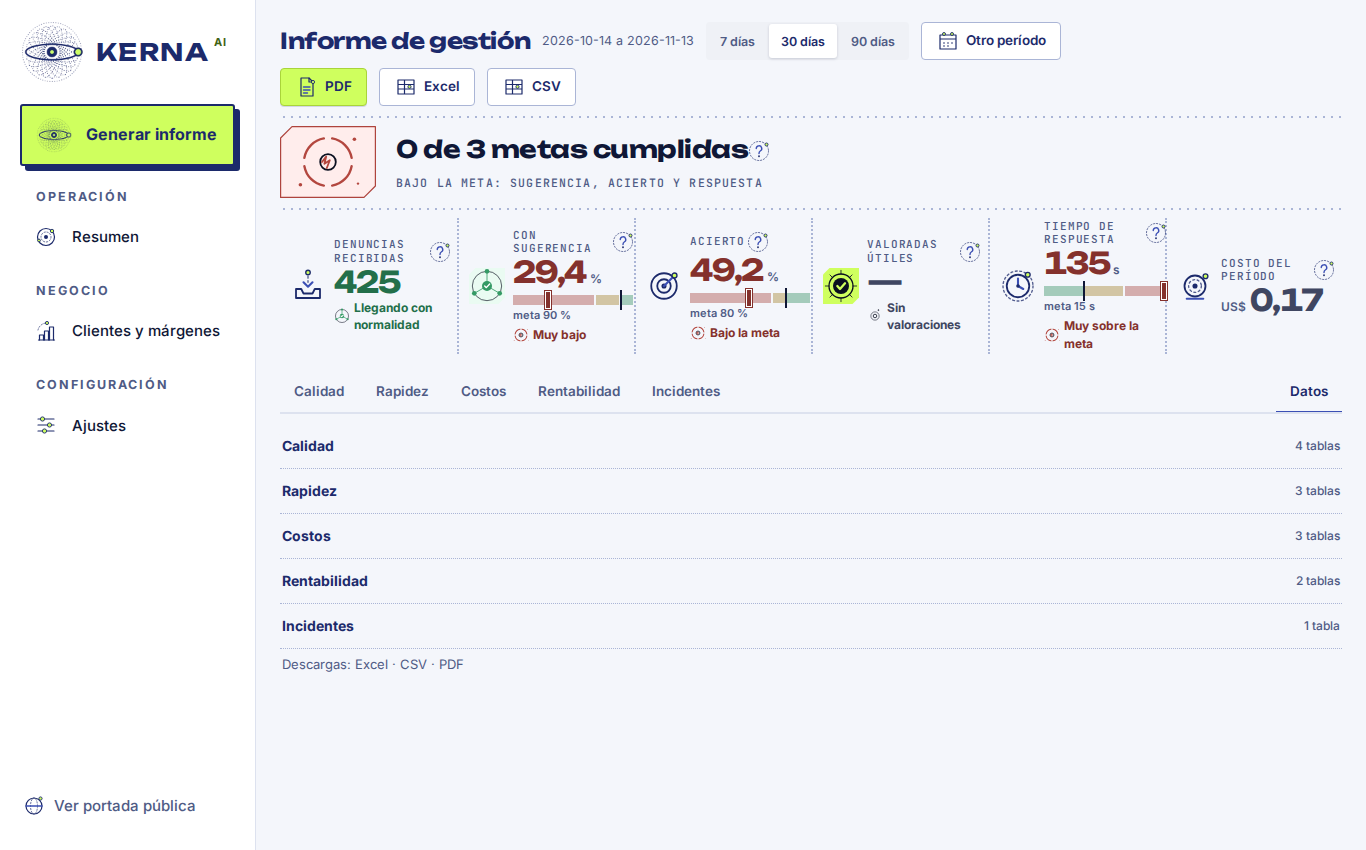 KERNA AI
Generar informe
OPERACIÓN
Resumen
NEGOCIO
Clientes y márgenes
CONFIGURACIÓN
Ajustes
Ver portada pública
Informe de gestión 2026-10-14 a 2026-11-13 7 días 30 días 90 días Otro período
PDF Excel CSV
0 de 3 metas cumplidas ?
BAJO LA META: SUGERENCIA, ACIERTO Y RESPUESTA
DENUNCIAS
RECIBIDAS ?
425
Llegando con
normalidad
CON
SUGERENCIA ?
29,4 %
meta 90 %
Muy bajo
ACIERTO ?
49,2 %
meta 80 %
Bajo la meta
VALORADAS
ÚTILES ?
—
Sin
valoraciones
TIEMPO DE
RESPUESTA ?
135 s
meta 15 s
Muy sobre la
meta
COSTO DEL
PERÍODO ?
US$ 0,17
Calidad Rapidez Costos Rentabilidad Incidentes Datos
Calidad 4 tablas
Rapidez 3 tablas
Costos 3 tablas
Rentabilidad 2 tablas
Incidentes 1 tabla
Descargas: Excel · CSV · PDF